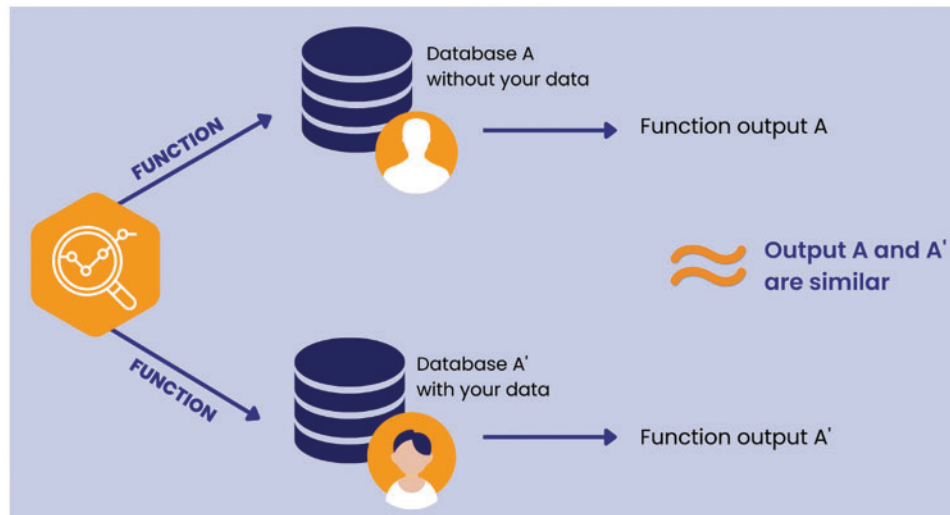 Database A
without your data
FUNCTION
Function output A
Output A and A'
are similar
FUNCTION
Database A'
with your data
Function output A'